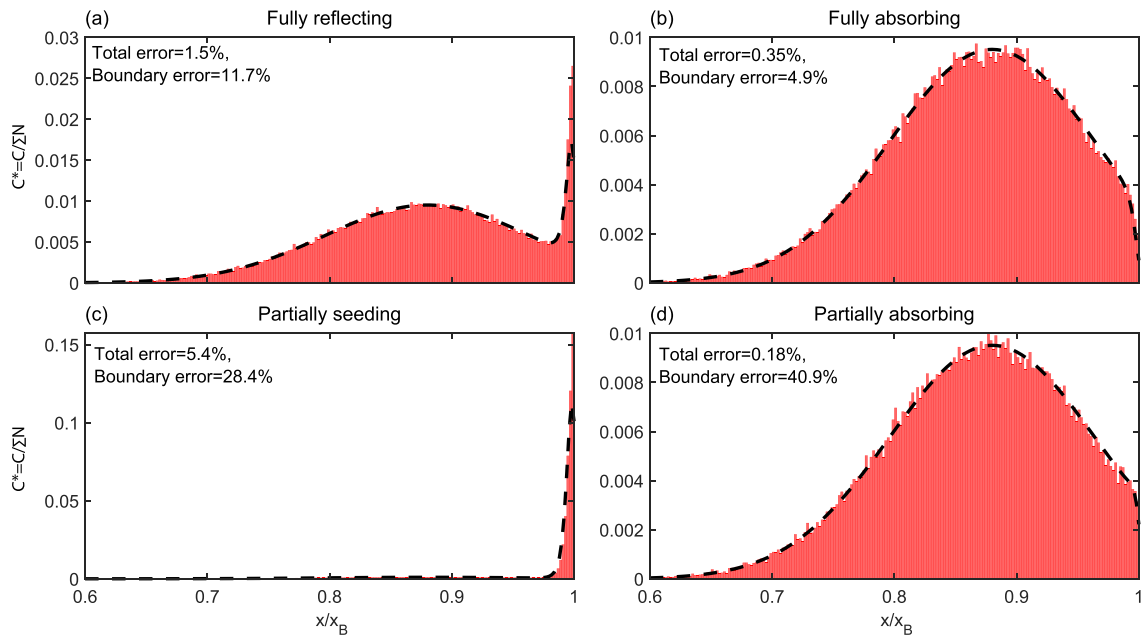 (a) Fully reflecting
0.03
0.025
0.02
0.015
0.01
0.005
0
C*=C/ΣN
Total error=1.5%,
Boundary error=11.7%
(b) Fully absorbing
0.01
0.008
0.006
0.004
0.002
0
Total error=0.35%,
Boundary error=4.9%
(c) Partially seeding
0.15
0.1
0.05
0
C*=C/ΣN
Total error=5.4%,
Boundary error=28.4%
0.6 0.7 0.8 0.9 1
x/x_B
(d) Partially absorbing
0.01
0.008
0.006
0.004
0.002
0
Total error=0.18%,
Boundary error=40.9%
0.6 0.7 0.8 0.9 1
x/x_B